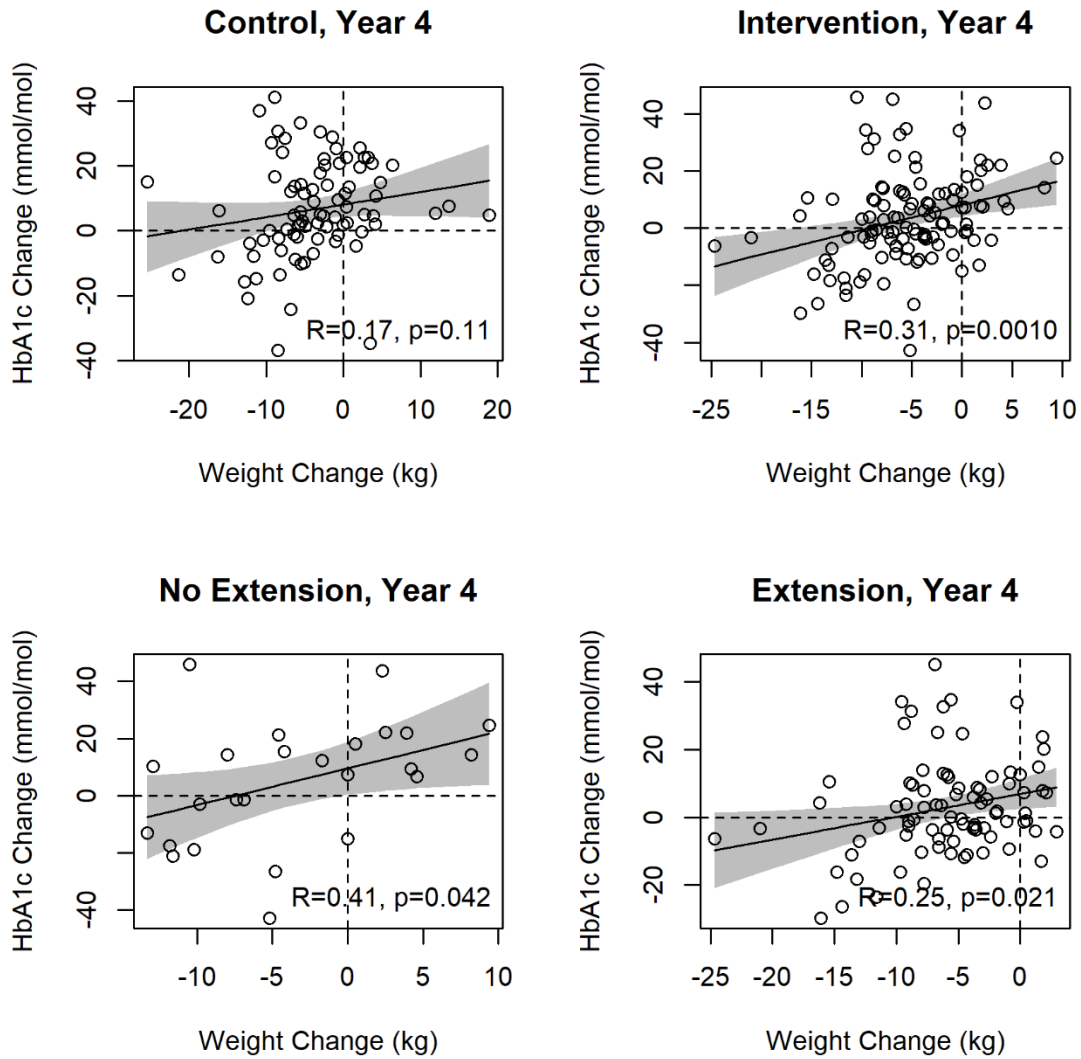 Control, Year 4
HbA1c Change (mmol/mol)
40
20
0
-20
-40
R=0.17, p=0.11
-20
-10
0
10
20
Weight Change (kg)
Intervention, Year 4
HbA1c Change (mmol/mol)
40
20
0
-20
-40
R=0.31, p=0.0010
-25
-15
-5
0
5
10
Weight Change (kg)
No Extension, Year 4
HbA1c Change (mmol/mol)
40
20
0
-20
-40
R=0.41, p=0.042
-10
-5
0
5
10
Weight Change (kg)
Extension, Year 4
HbA1c Change (mmol/mol)
40
20
0
-20
R=0.25, p=0.021
-25
-20
-15
-10
-5
0
Weight Change (kg)